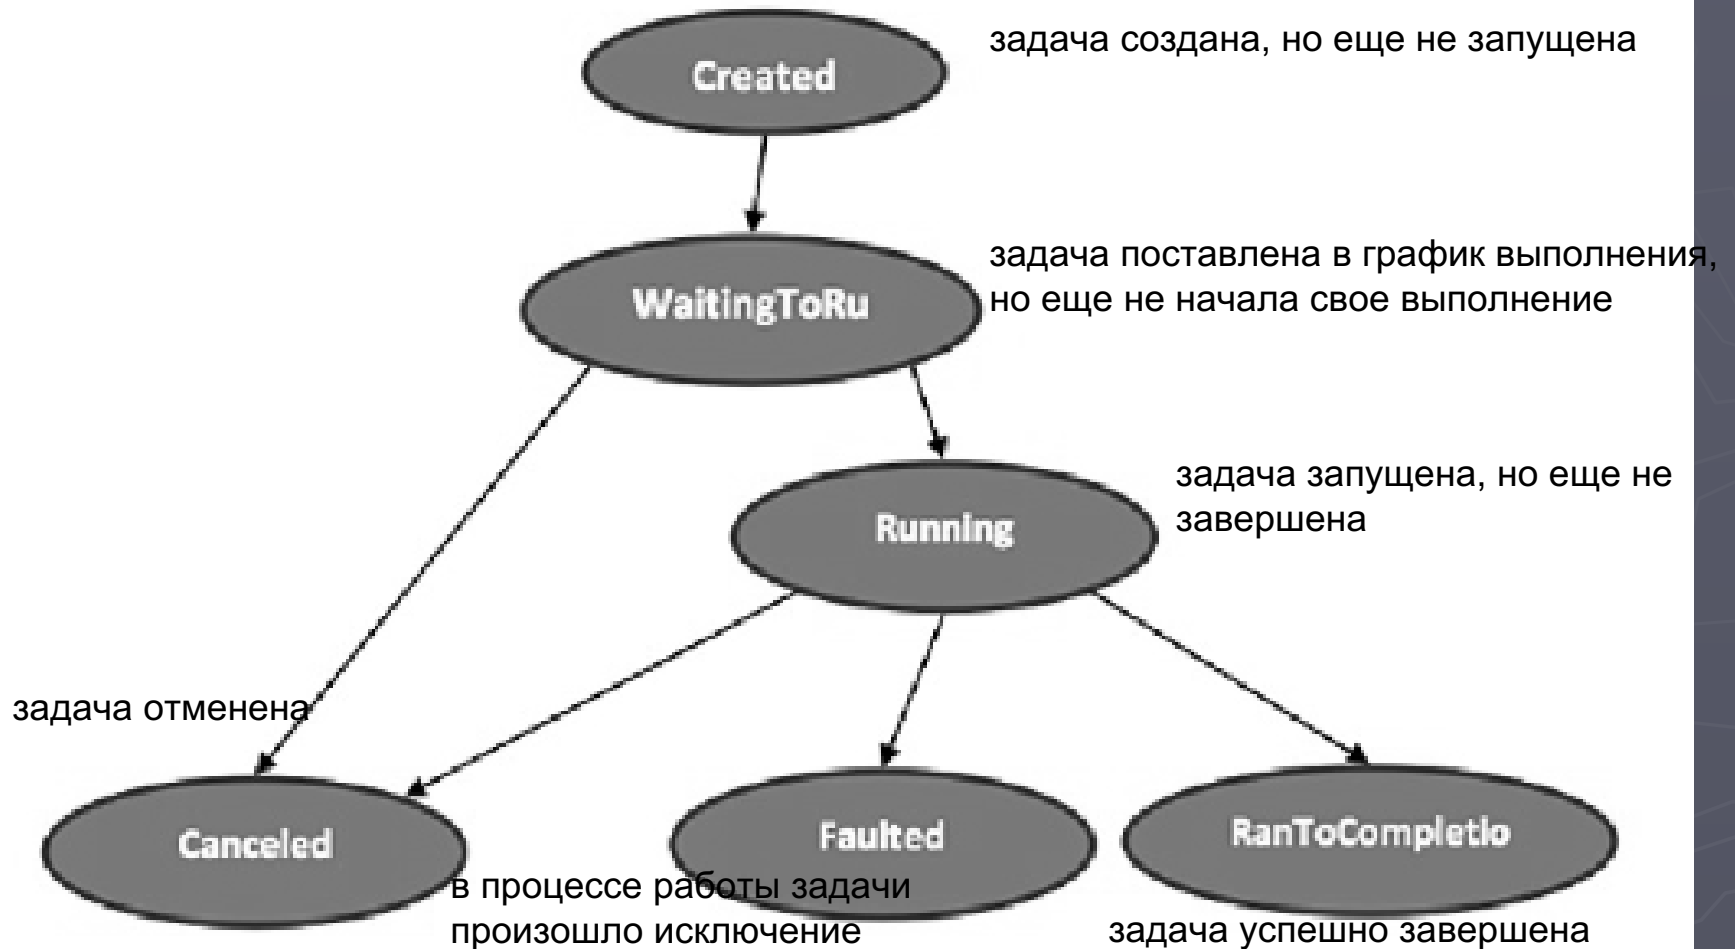 задача создана, но еще не запущена
Created
задача поставлена в график выполнения,
но еще не начала свое выполнение
WaitingToRu
задача запущена, но еще не
завершена
Running
задача отменена
Canceled
Faulted
RanToCompletio
в процессе работы задачи
произошло исключение
задача успешно завершена